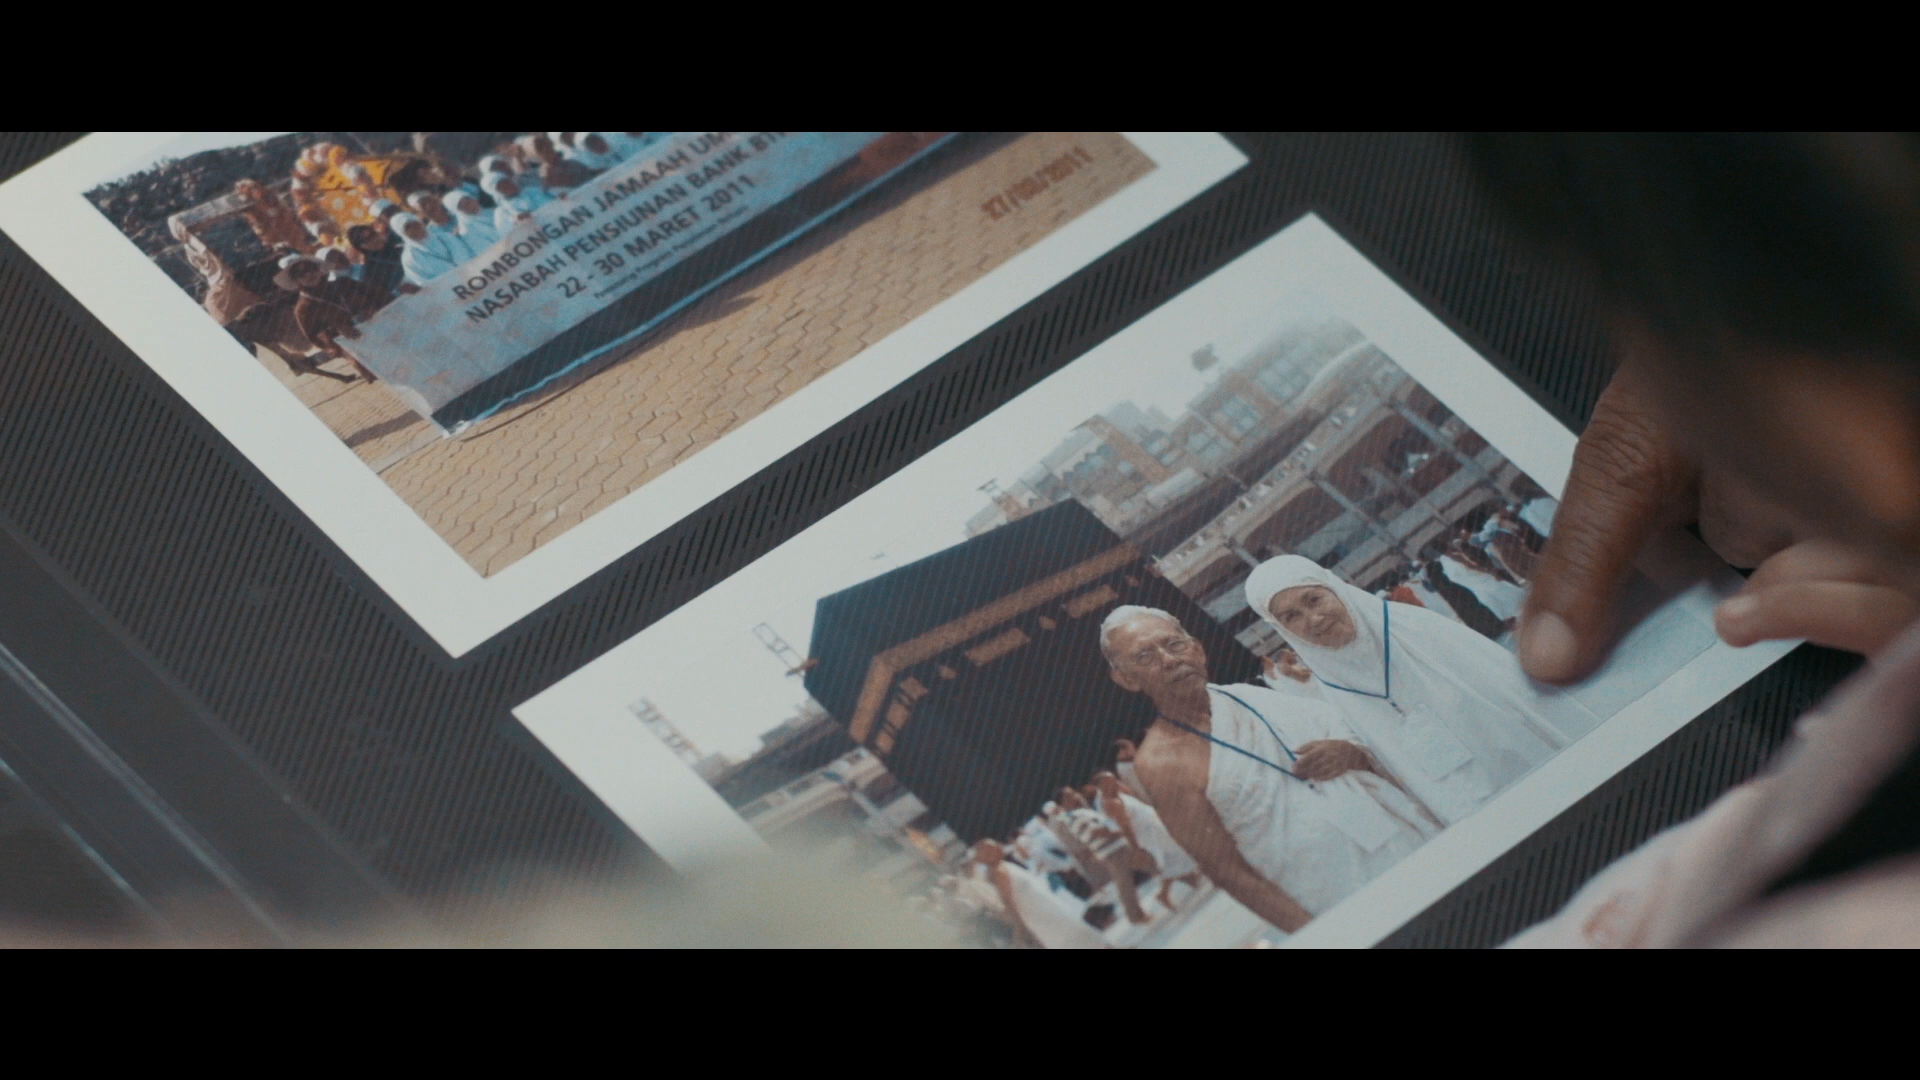 ROMBONGAN JAMAAH UM
NASABAH PENSIUNAN BANK BT
22 - 30 MARET 2011
27/03/2011